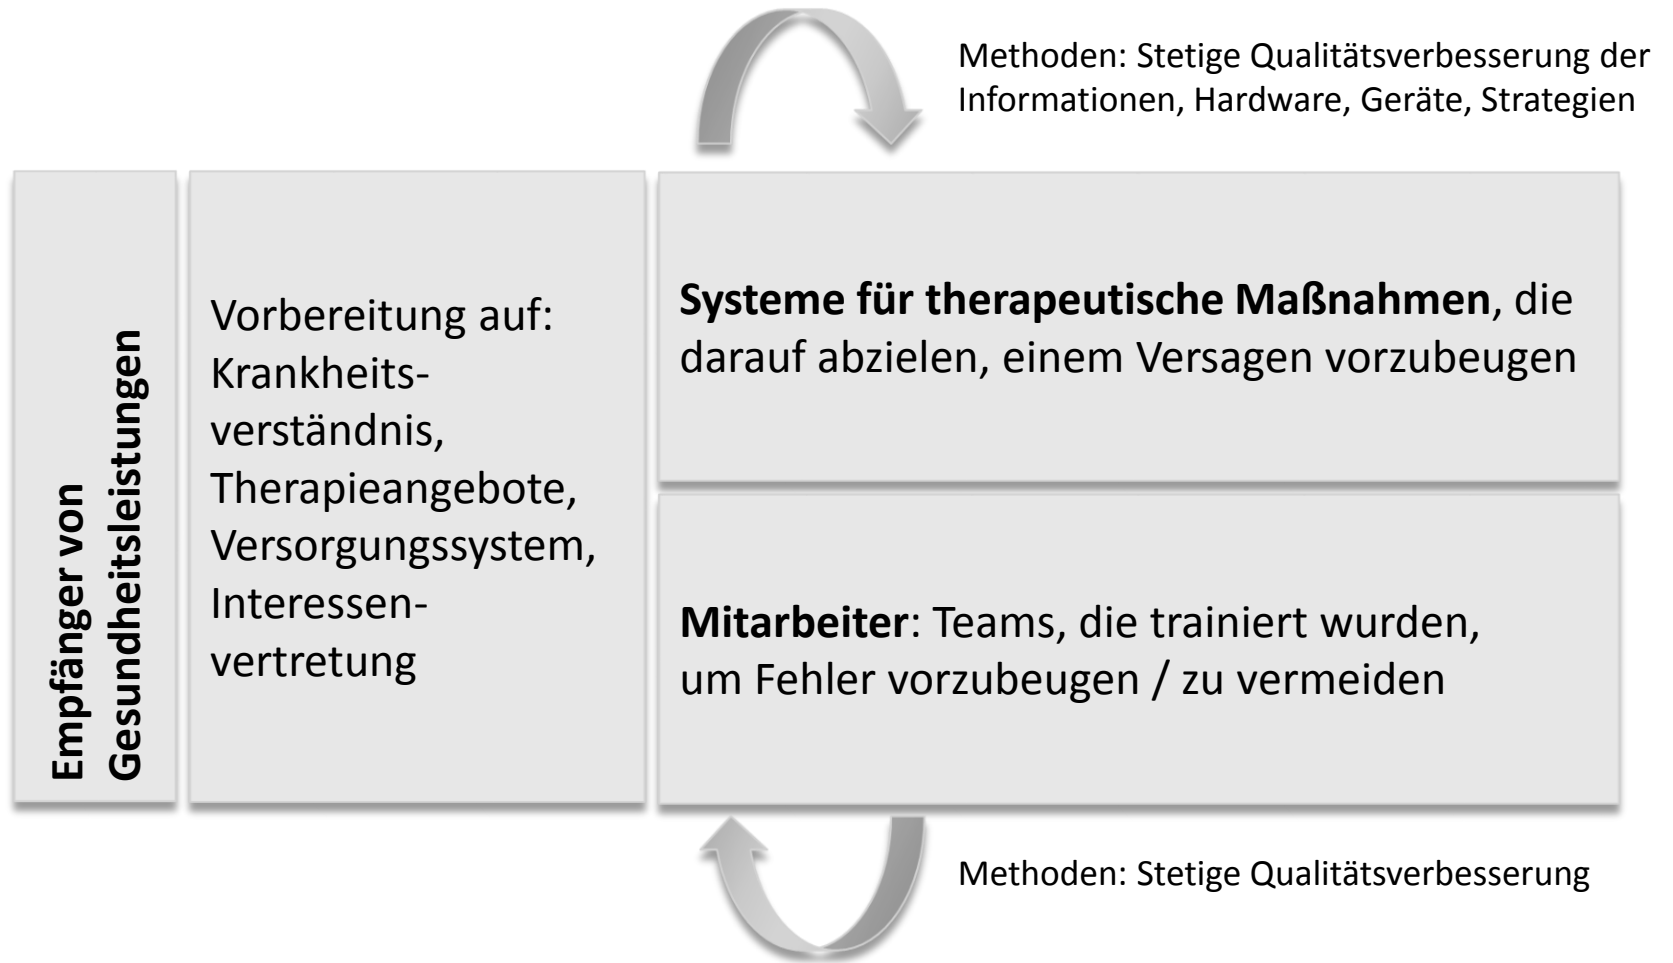 Methoden: Stetige Qualitätsverbesserung der
Informationen, Hardware, Geräte, Strategien
Empfänger von
Gesundheitsleistungen
Vorbereitung auf:
Krankheits-
verständnis,
Therapieangebote,
Versorgungssystem,
Interessen-
vertretung
Systeme für therapeutische Maßnahmen, die
darauf abzielen, einem Versagen vorzubeugen
Mitarbeiter: Teams, die trainiert wurden,
um Fehler vorzubeugen / zu vermeiden
Methoden: Stetige Qualitätsverbesserung